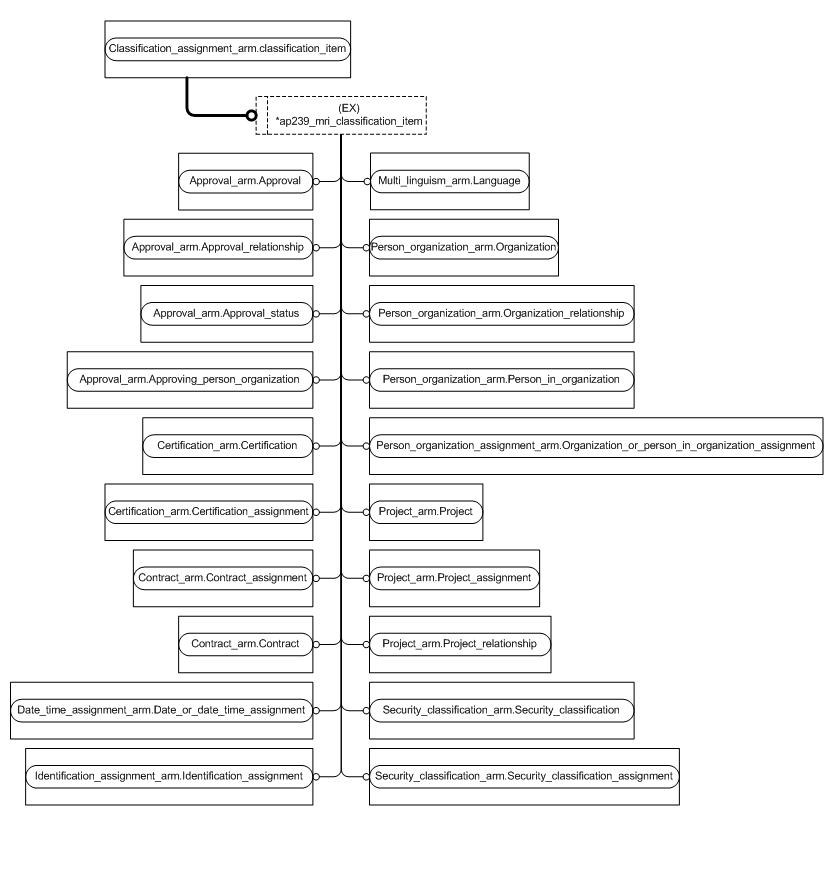 Classification_assignment_arm.classification_item
(EX)
*ap239_mri_classification_item
Approval_arm.Approval
Multi_linguism_arm.Language
Approval_arm.Approval_relationship
Person_organization_arm.Organization
Approval_arm.Approval_status
Person_organization_arm.Organization_relationship
Approval_arm.Approving_person_organization
Person_organization_arm.Person_in_organization
Certification_arm.Certification
Person_organization_assignment_arm.Organization_or_person_in_organization_assignment
Certification_arm.Certification_assignment
Project_arm.Project
Contract_arm.Contract_assignment
Project_arm.Project_assignment
Contract_arm.Contract
Project_arm.Project_relationship
Date_time_assignment_arm.Date_or_date_time_assignment
Security_classification_arm.Security_classification
Identification_assignment_arm.Identification_assignment
Security_classification_arm.Security_classification_assignment